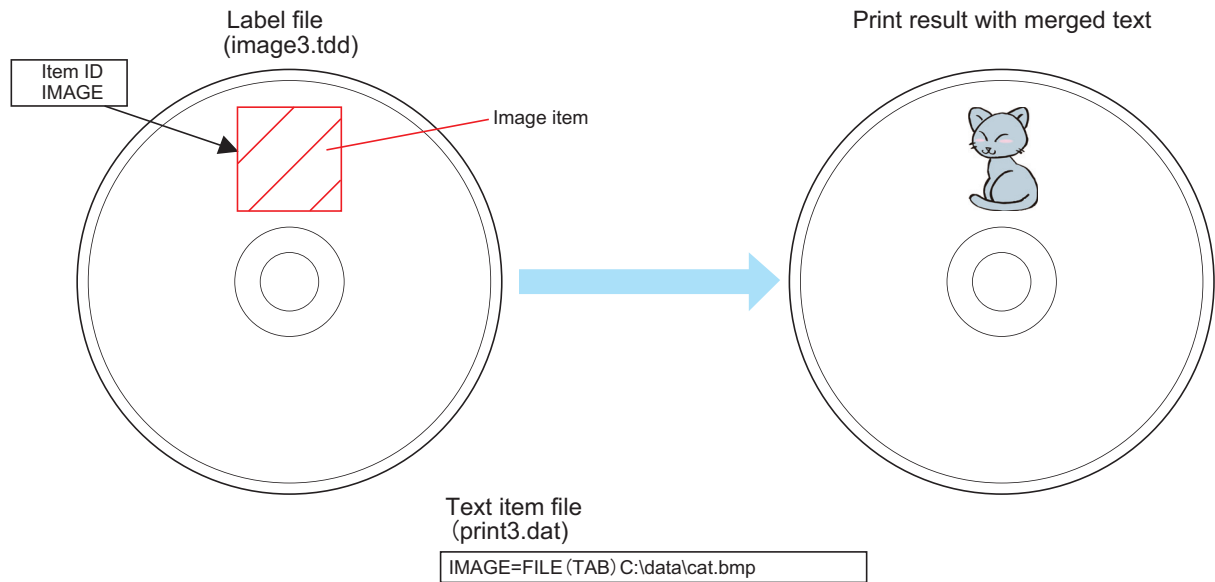 Label file
(image3.tdd)
Print result with merged text
Item ID
IMAGE
Image item
Text item file
(print3.dat)
IMAGE=FILE(TAB)C:\data\cat.bmp